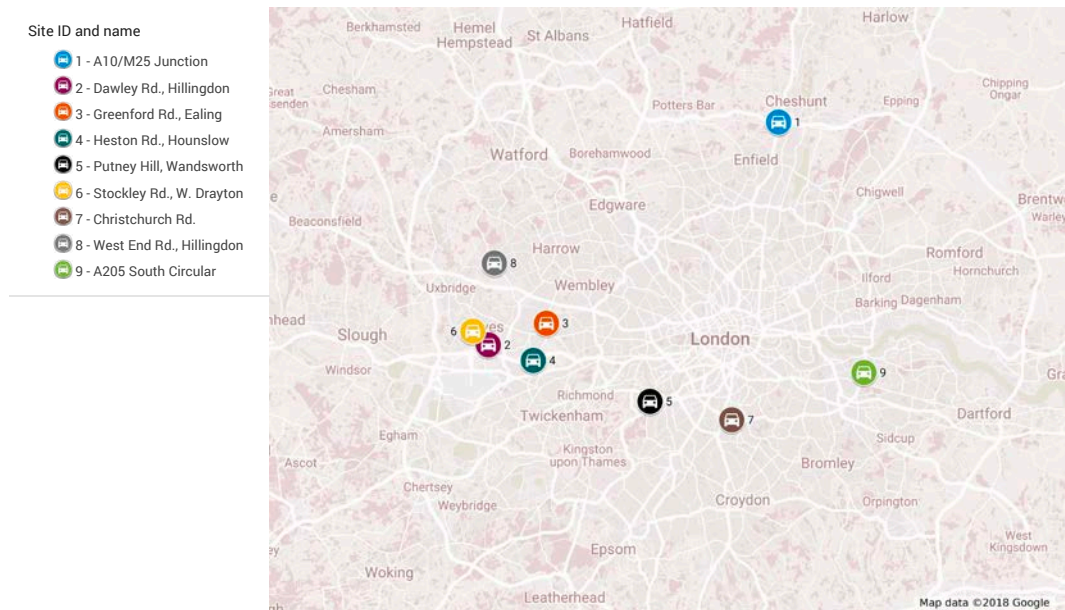 Site ID and name
1 - A10/M25 Junction
2 - Dawley Rd., Hillingdon
3 - Greenford Rd., Ealing
4 - Heston Rd., Hounslow
5 - Putney Hill, Wandsworth
6 - Stockley Rd., W. Drayton
7 - Christchurch Rd.
8 - West End Rd., Hillingdon
9 - A205 South Circular
Berkhamsted
Hemel
Hempstead
St Albans
Hatfield
Harlow
Chesham
Potters Bar
Cheshunt
Epping
Chipping
Ongar
1
Amersham
Watford
Borehamwood
Enfield
Chigwell
Edgware
Beaconsfield
Harrow
Romford
Hornchurch
8
Uxbridge
Wembley
Ilford
Barking
Dagenham
6
2
3
4
Slough
London
Windsor
Richmond
5
9
Twickenham
7
Dartford
Egham
Sidcup
Kingston
upon Thames
Bromley
Ascot
Chertsey
Weybridge
Croydon
Orpington
West
Kingsdown
Epsom
Woking
Leatherhead
Map data ©2018 Google